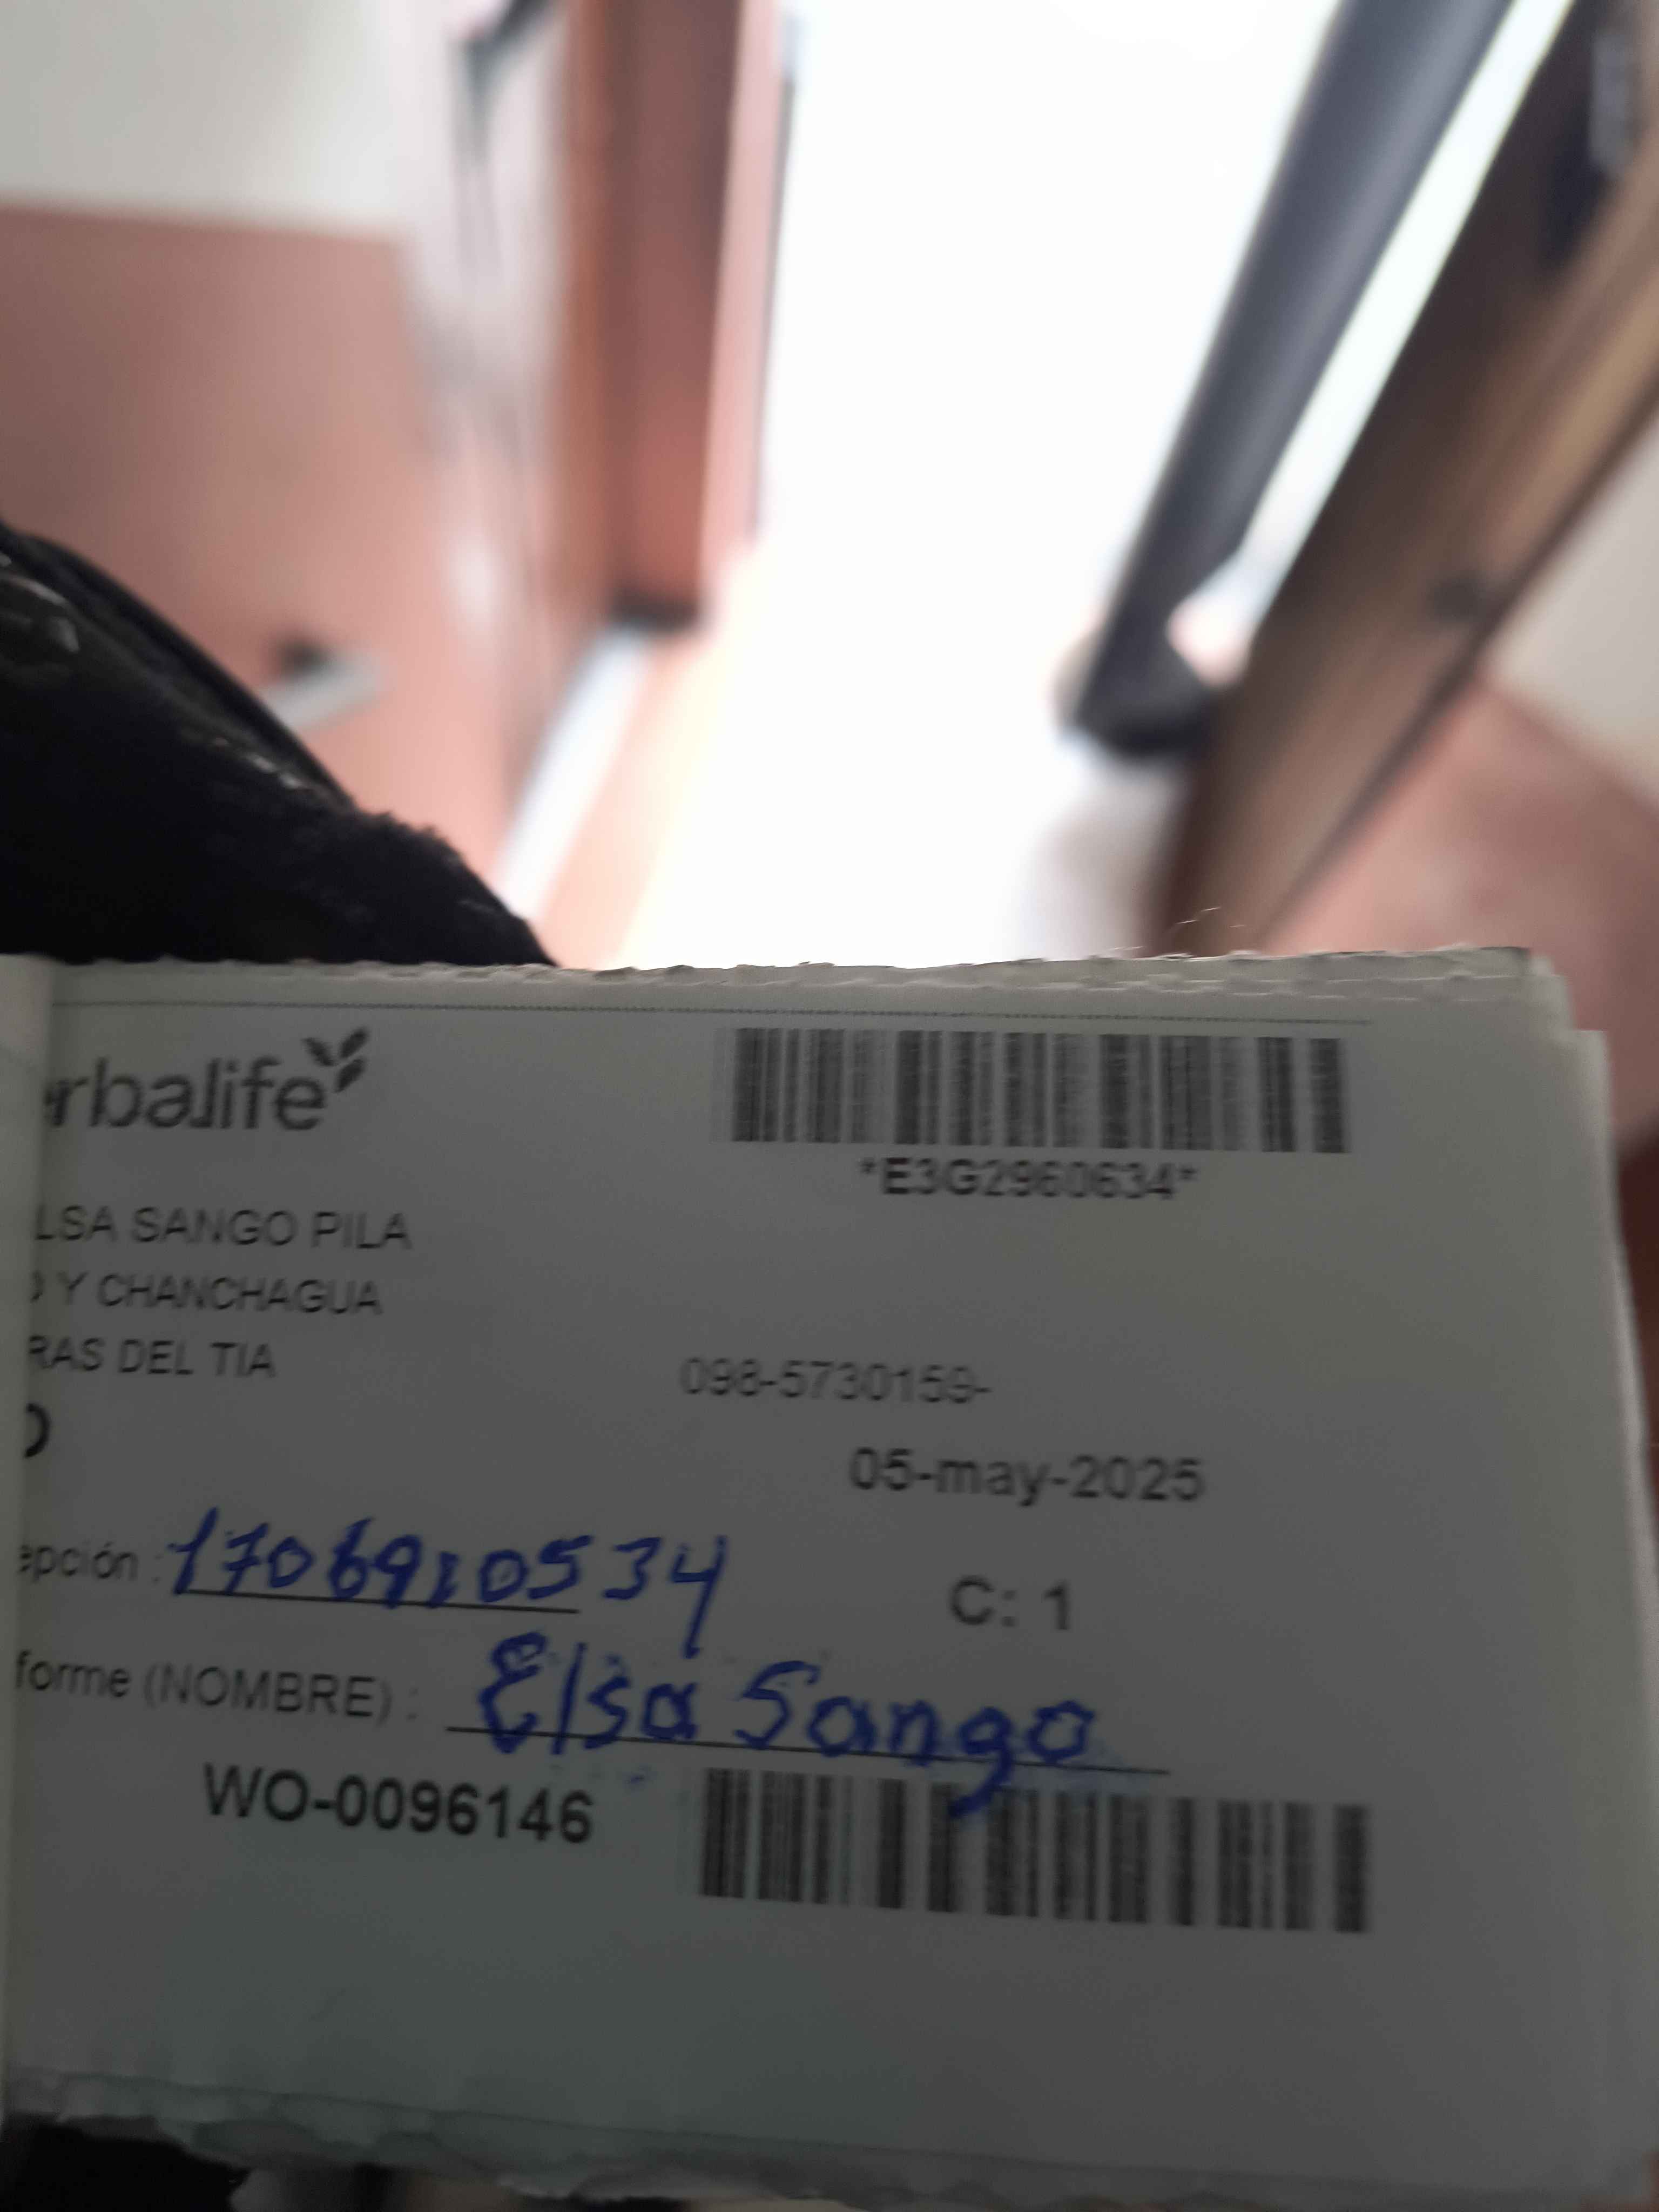 erbalife
*E3G2960634*
LSA SANGO PILA
O Y CHANCHAGUA
RAS DEL TIA
098-5730159-
O
05-may-2025
epción : 1706910534
C: 1
forme (NOMBRE) : Elsa Sango
WO-0096146